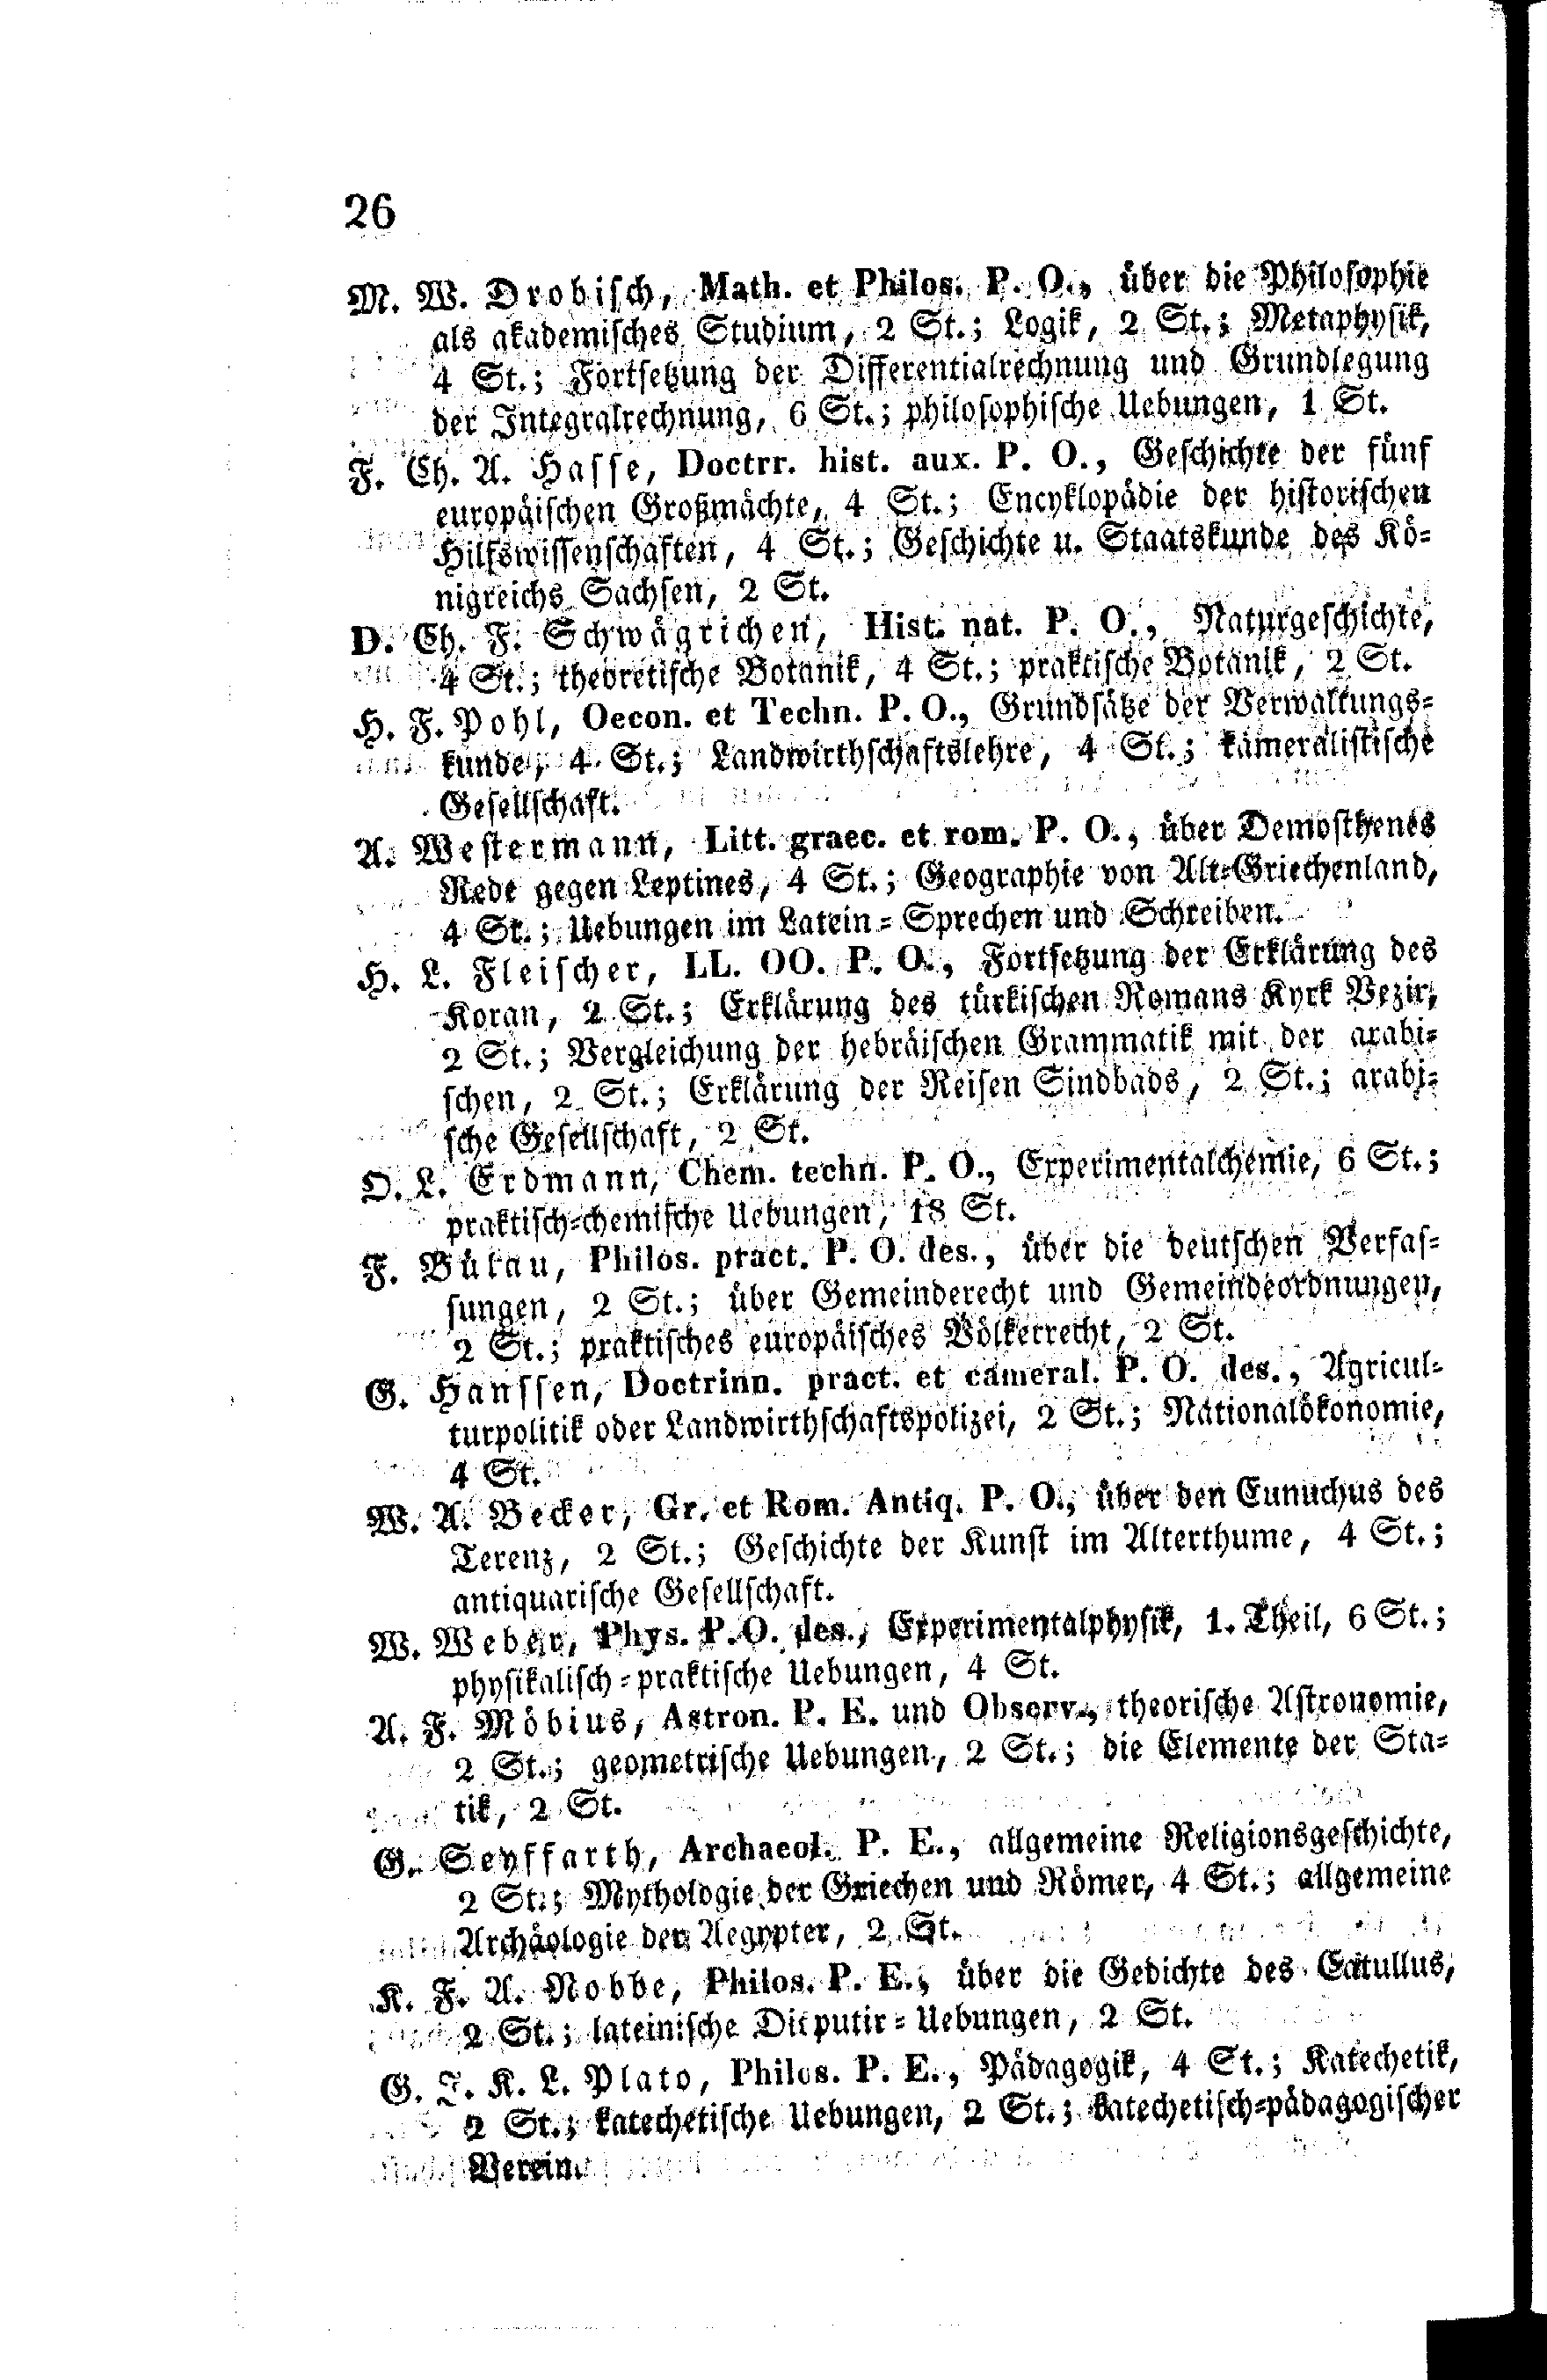 26
M. W. Drobisch, Math. et Philos. P. O., über die Philosophie
als akademisches Studium, 2 St.; Logik, 2 St.; Metaphysik,
4 St.; Fortsetzung der Differentialrechnung und Grundlegung
der Integralrechnung, 6 St.; philosophische Uebungen, 1 St.
F. Ch. A. Hasse, Doctrr. hist. aux. P. O., Geschichte der fünf
europäischen Großmächte, 4 St.; Encyklopädie der historischen
Hilfswissenschaften, 4 St.; Geschichte u. Staatskunde des Kö-
nigreichs Sachsen, 2 St.
D. Ch. F. Schwägrichen, Hist. nat. P. O., Naturgeschichte,
4 St.; theoretische Botanik, 4 St.; praktische Botanik, 2 St.
H. F. Pohl, Oecon. et Techn. P. O., Grundsätze der Verwaltungs-
kunde, 4 St.; Landwirthschaftslehre, 4 St.; kameralistische
Gesellschaft.
A. Westermann, Litt. graec. et rom. P. O., über Demosthenes
Rede gegen Leptines, 4 St.; Geographie von Alt-Griechenland,
4 St.; Uebungen im Latein-Sprechen und Schreiben.
H. L. Fleischer, LL. OO. P. O., Fortsetzung der Erklärung des
Koran, 2 St.; Erklärung des türkischen Romans Kyrk Vezir,
2 St.; Vergleichung der hebräischen Grammatik mit der arabi-
schen, 2 St.; Erklärung der Reisen Sindbads, 2 St.; arabi-
sche Gesellschaft, 2 St.
O. L. Erdmann, Chem. techn. P. O., Experimentalchemie, 6 St.;
praktisch-chemische Uebungen, 18 St.
F. Bülau, Philos. pract. P. O. des., über die deutschen Verfas-
sungen, 2 St.; über Gemeinderecht und Gemeindeordnungen,
2 St.; praktisches europäisches Völkerrecht, 2 St.
G. Hanssen, Doctrinn. pract. et cameral. P. O. des., Agricul-
turpolitik oder Landwirthschaftspolizei, 2 St.; Nationalökonomie,
4 St.
W. A. Becker, Gr. et Rom. Antiq. P. O., über den Eunuchus des
Terenz, 2 St.; Geschichte der Kunst im Alterthume, 4 St.;
antiquarische Gesellschaft.
W. Weber, Phys. P. O. des., Experimentalphysik, 1. Theil, 6 St.;
physikalisch-praktische Uebungen, 4 St.
A. F. Möbius, Astron. P. E. und Observ., theorische Astronomie,
2 St.; geometrische Uebungen, 2 St.; die Elemente der Sta-
tik, 2 St.
G. Seyffarth, Archaeol. P. E., allgemeine Religionsgeschichte,
2 St.; Mythologie der Griechen und Römer, 4 St.; allgemeine
Archäologie der Aegypter, 2 St.
K. F. A. Nobbe, Philos. P. E., über die Gedichte des Catullus,
2 St.; lateinische Disputir-Uebungen, 2 St.
G. J. K. L. Plato, Philos. P. E., Pädagogik, 4 St.; Katechetik,
2 St.; katechetische Uebungen, 2 St.; katechetisch-pädagogischer
Verein.